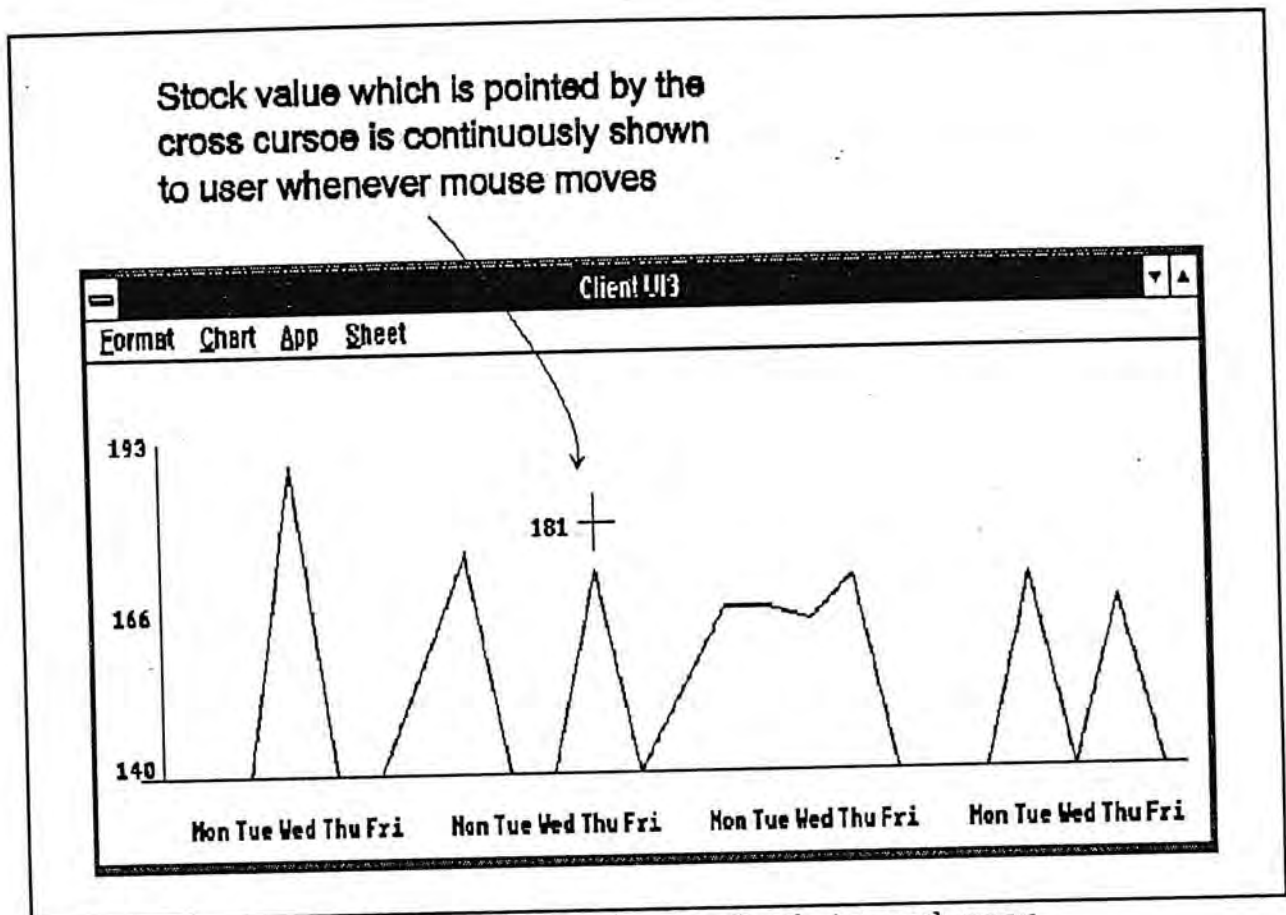 Stock value which is pointed by the
cross cursoe is continuously shown
to user whenever mouse moves
Client UI3
Format Chart App Sheet
193
181
166
140
Mon Tue Wed Thu Fri Mon Tue Wed Thu Fri Mon Tue Wed Thu Fri Mon Tue Wed Thu Fri